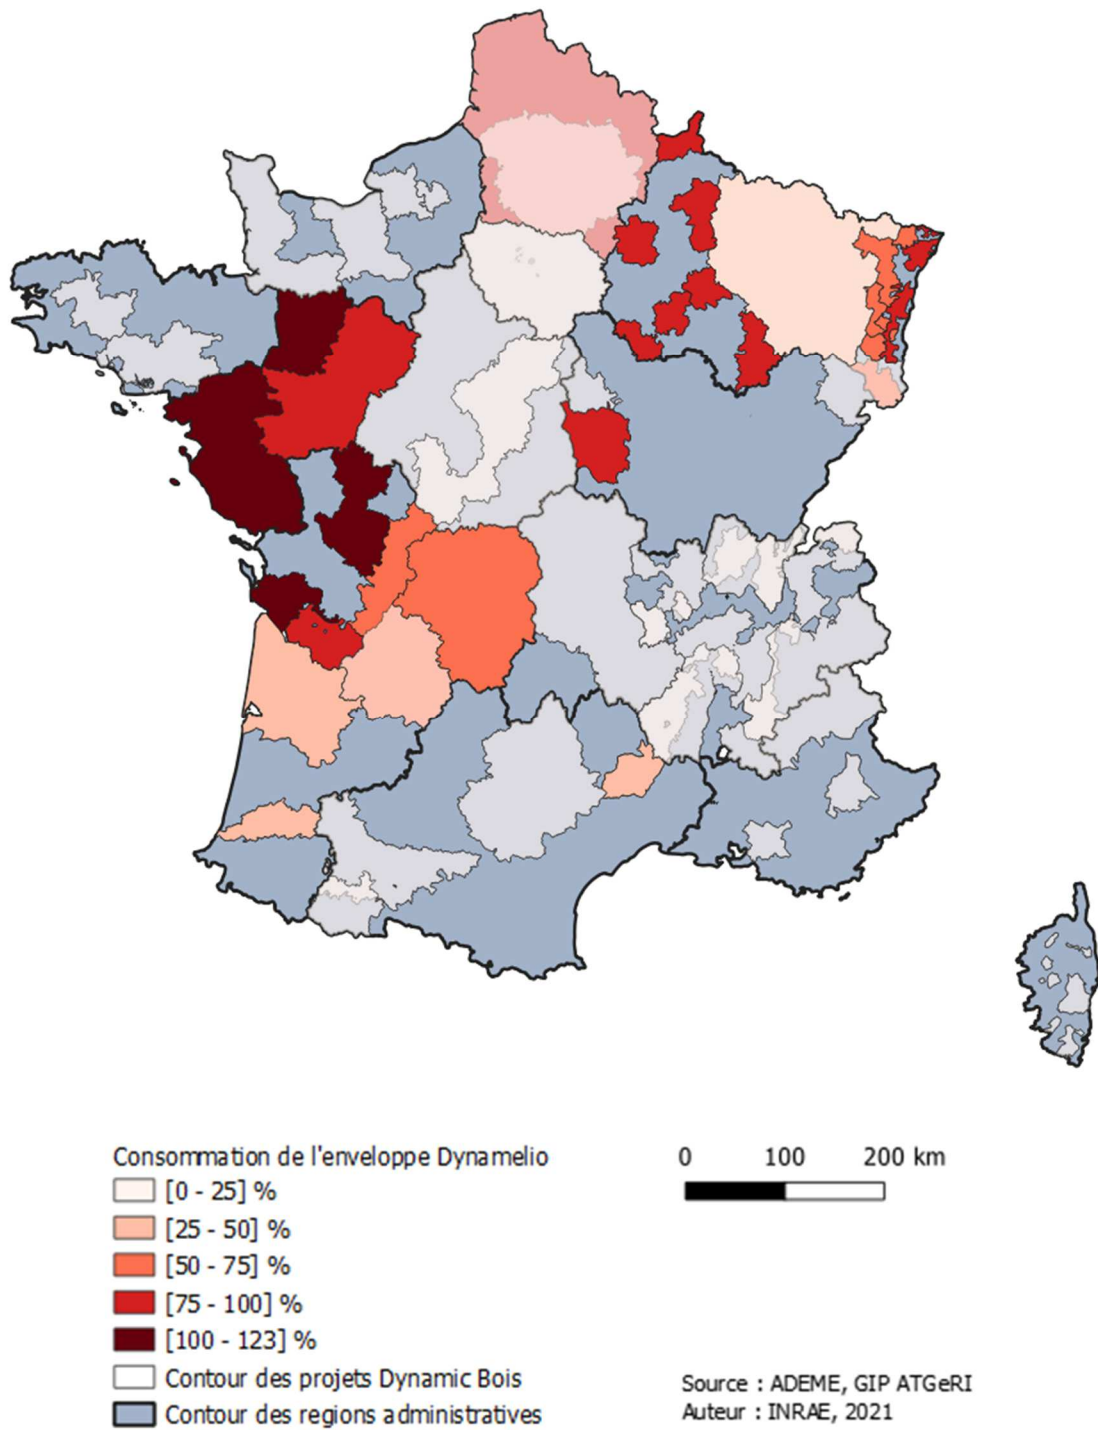 Consommation de l'enveloppe Dynamelio
[0 - 25] %
[25 - 50] %
[50 - 75] %
[75 - 100] %
[100 - 123] %
Contour des projets Dynamic Bois
Contour des regions administratives
0 100 200 km
Source : ADEME, GIP ATGeRI
Auteur : INRAE, 2021